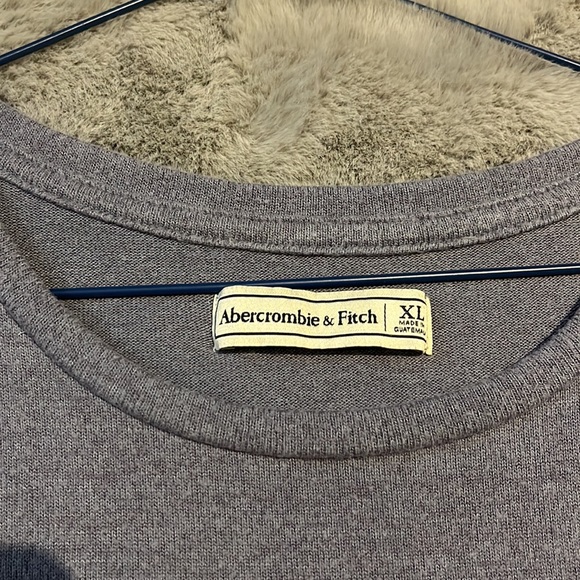 Abercrombie & Fitch XL
MADE IN
GUATEMALA